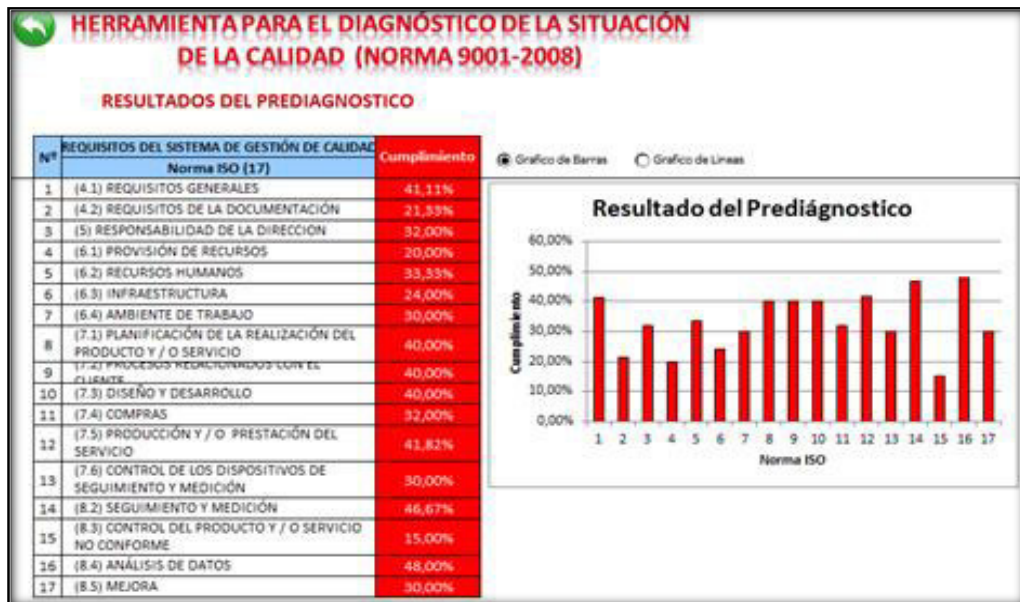 HERRAMIENTA PARA EL DIAGNÓSTICO DE LA SITUACIÓN
DE LA CALIDAD (NORMA 9001-2008)
RESULTADOS DEL PREDIAGNOSTICO
Nº REQUISITOS DEL SISTEMA DE GESTIÓN DE CALIDAD Cumplimiento
Norma ISO (17)
1 (4.1) REQUISITOS GENERALES 41,11%
2 (4.2) REQUISITOS DE LA DOCUMENTACIÓN 21,33%
3 (5) RESPONSABILIDAD DE LA DIRECCION 32,00%
4 (6.1) PROVISIÓN DE RECURSOS 20,00%
5 (6.2) RECURSOS HUMANOS 33,33%
6 (6.3) INFRAESTRUCTURA 24,00%
7 (6.4) AMBIENTE DE TRABAJO 30,00%
8 (7.1) PLANIFICACIÓN DE LA REALIZACIÓN DEL
PRODUCTO Y / O SERVICIO 40,00%
9 (7.2) PROCESOS RELACIONADOS CON EL
CLIENTE 40,00%
10 (7.3) DISEÑO Y DESARROLLO 40,00%
11 (7.4) COMPRAS 32,00%
12 (7.5) PRODUCCIÓN Y / O PRESTACIÓN DEL
SERVICIO 41,82%
13 (7.6) CONTROL DE LOS DISPOSITIVOS DE
SEGUIMIENTO Y MEDICIÓN 30,00%
14 (8.2) SEGUIMIENTO Y MEDICIÓN 46,67%
15 (8.3) CONTROL DEL PRODUCTO Y / O SERVICIO
NO CONFORME 15,00%
16 (8.4) ANÁLISIS DE DATOS 48,00%
17 (8.5) MEJORA 30,00%
Grafico de Barras Grafico de Lineas
Resultado del Prediágnostico
Cumplimiento
60,00%
50,00%
40,00%
30,00%
20,00%
10,00%
0,00%
1 2 3 4 5 6 7 8 9 10 11 12 13 14 15 16 17
Norma ISO